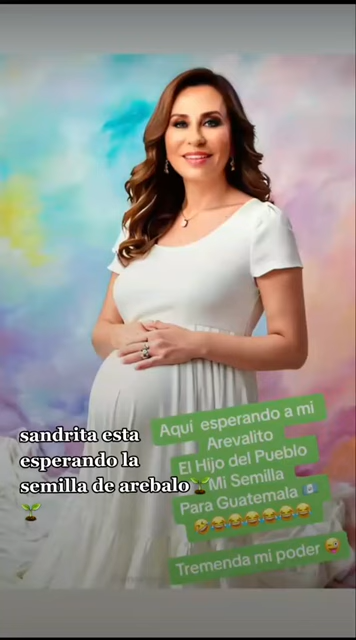 sandrita esta
esperando la
semilla de arebalo🌱
🌱
Aquí esperando a mi
Arevalito
El Hijo del Pueblo
Mi Semilla
Para Guatemala 🇬🇹
🤪😂😂😂😂😂😂
Tremenda mi poder 😜